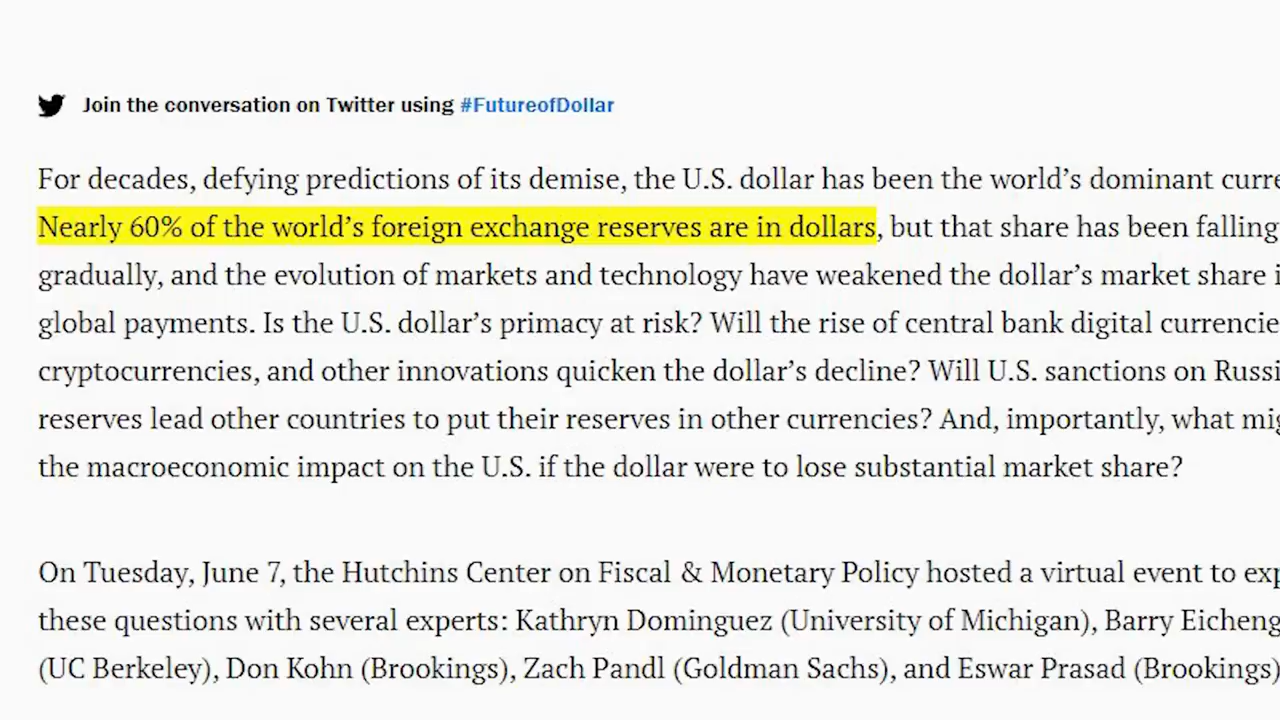 Join the conversation on Twitter using #FutureofDollar
For decades, defying predictions of its demise, the U.S. dollar has been the world’s dominant
Nearly 60% of the world’s foreign exchange reserves are in dollars, but that share has been falling
gradually, and the evolution of markets and technology have weakened the dollar’s market share
global payments. Is the U.S. dollar’s primacy at risk? Will the rise of central bank digital
cryptocurrencies, and other innovations quicken the dollar’s decline? Will U.S. sanctions on
reserves lead other countries to put their reserves in other currencies? And, importantly, what
the macroeconomic impact on the U.S. if the dollar were to lose substantial market share?
On Tuesday, June 7, the Hutchins Center on Fiscal & Monetary Policy hosted a virtual event to
these questions with several experts: Kathryn Dominguez (University of Michigan), Barry
(UC Berkeley), Don Kohn (Brookings), Zach Pandl (Goldman Sachs), and Eswar Prasad (Brookings)